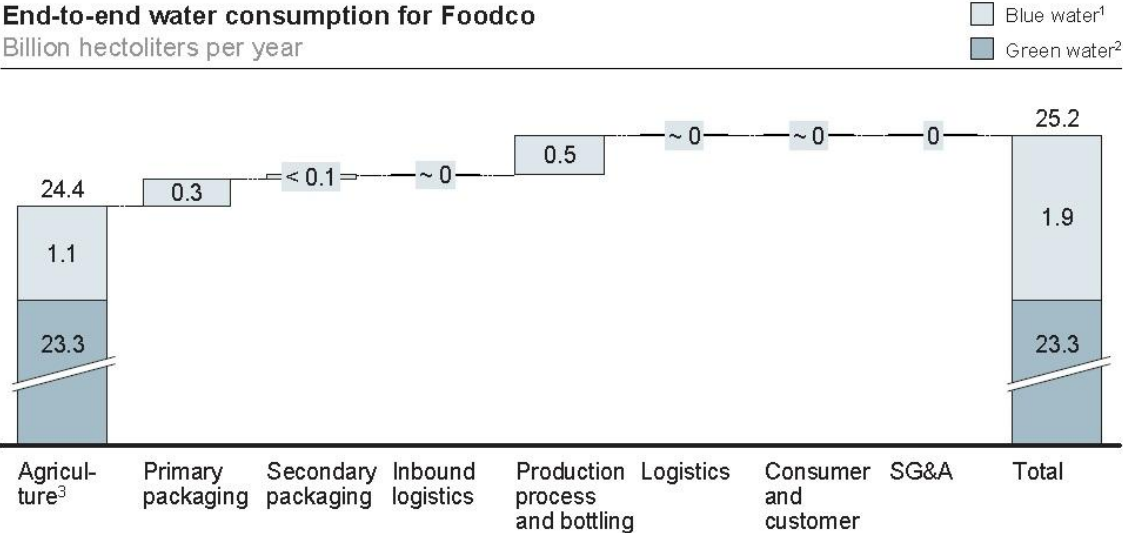 End-to-end water consumption for Foodco
Billion hectoliters per year
Blue water¹
Green water²
24.4
1.1
23.3
0.3
< 0.1
~ 0
0.5
~ 0
~ 0
0
25.2
1.9
23.3
Agricul-
ture³
Primary
packaging
Secondary
packaging
Inbound
logistics
Production
process
and bottling
Logistics
Consumer
and
customer
SG&A
Total